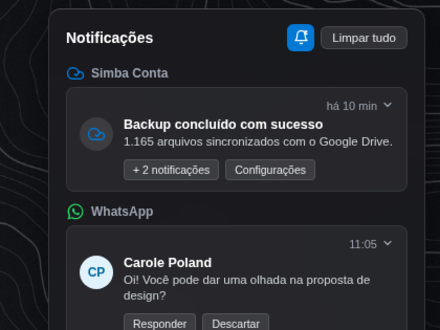 Notificações
Limpar tudo
Simba Conta
há 10 min
Backup concluído com sucesso
1.165 arquivos sincronizados com o Google Drive.
+ 2 notificações
Configurações
WhatsApp
11:05
CP
Carole Poland
Oi! Você pode dar uma olhada na proposta de
design?
Responder
Descartar